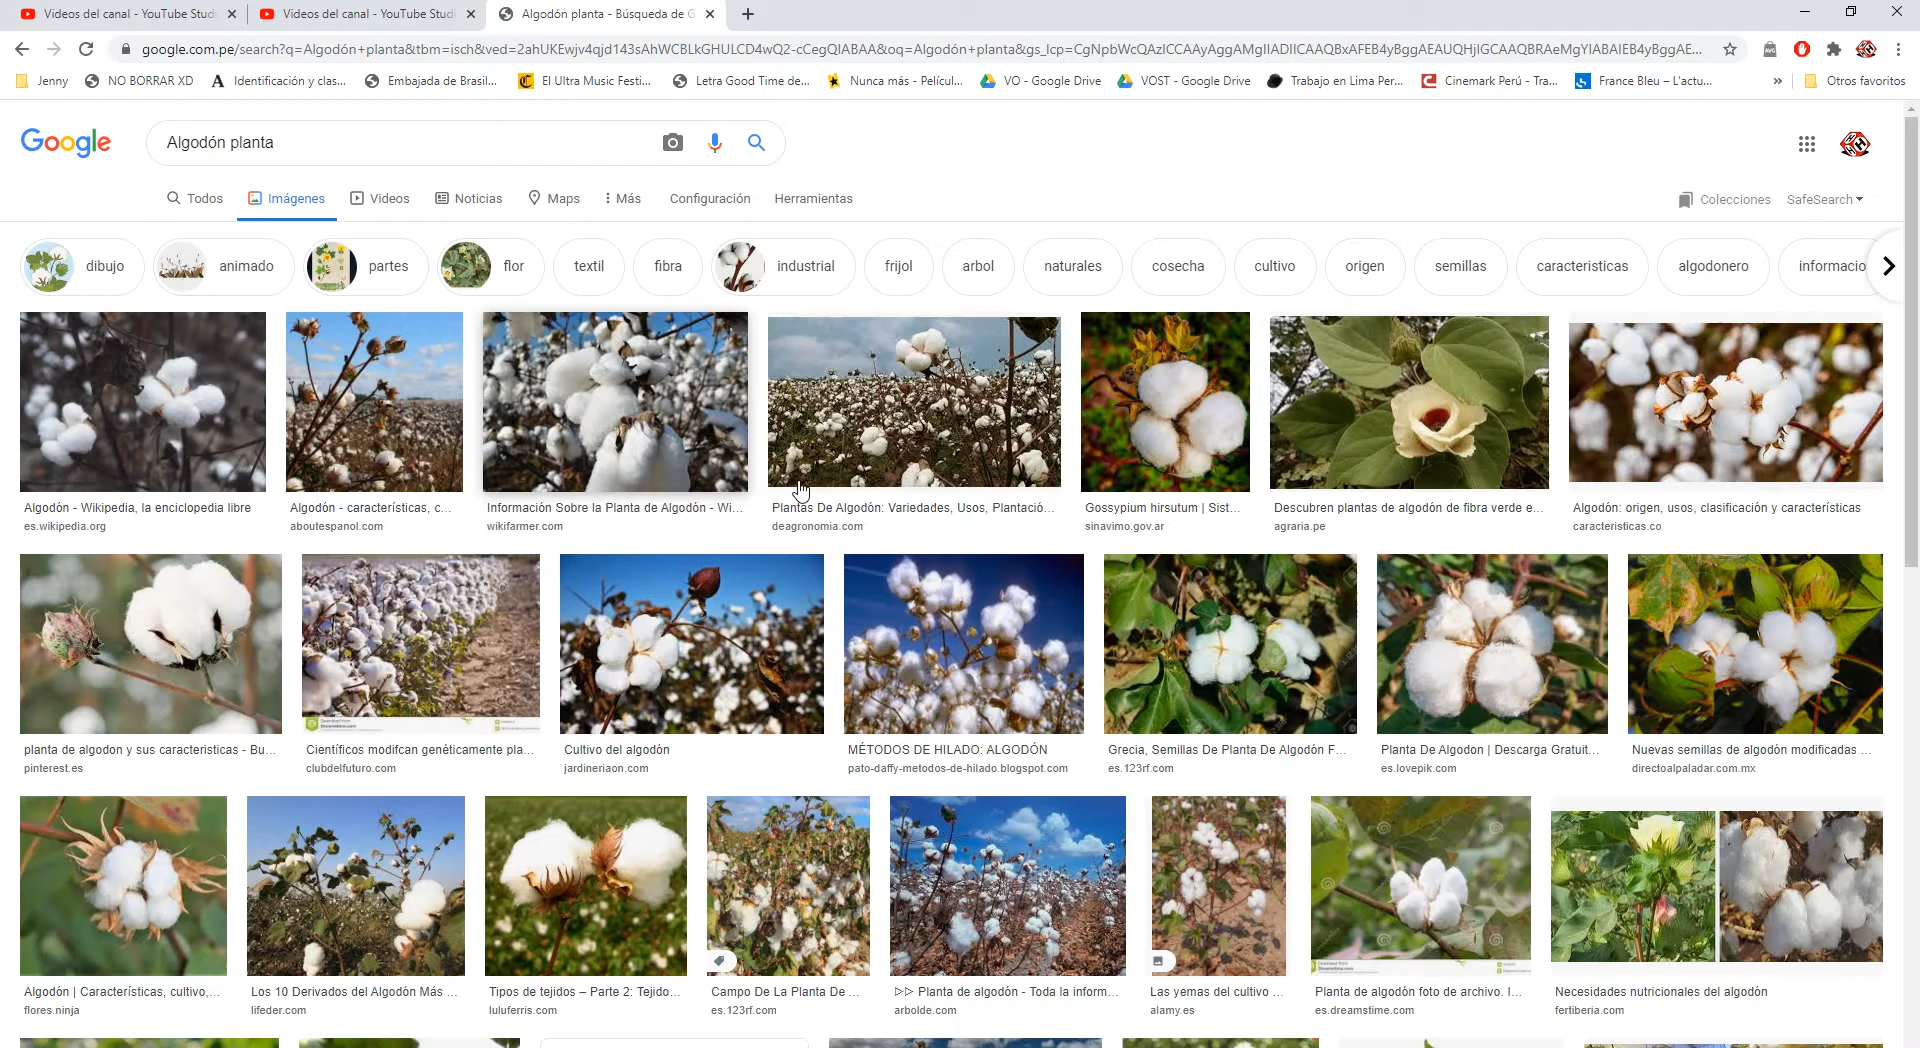 Videos del canal - YouTube Studi
Videos del canal - YouTube Studi
Algodón planta - Búsqueda de G
google.com.pe/search?q=Algodón+planta&tbm=isch&ved=2ahUKEwjv4qjd143sAhWCBLkGHULCD4wQ2-cCegQIABAA&oq=Algodón+planta&gs_lcp=CgNpbWcQAzICCAAyAggAMgIIADIICAAQBxAFEB4yBggAEAUQHjIGCAAQBRAeMgYIABAIEB4yBggAE...
Jenny
NO BORRAR XD
Identificación y clas...
Embajada de Brasil...
El Ultra Music Festi...
Letra Good Time de...
Nunca más - Películ...
VO - Google Drive
VOST - Google Drive
Trabajo en Lima Per...
Cinemark Perú - Tra...
France Bleu – L'actu...
»
Otros favoritos
Google
Algodón planta
Todos
Imágenes
Videos
Noticias
Maps
Más
Configuración
Herramientas
Colecciones
SafeSearch
dibujo
animado
partes
flor
textil
fibra
industrial
frijol
arbol
naturales
cosecha
cultivo
origen
semillas
caracteristicas
algodonero
informacio
Algodón - Wikipedia, la enciclopedia libre
es.wikipedia.org
Algodón - características, c...
aboutespanol.com
Información Sobre la Planta de Algodón - Wi...
wikifarmer.com
Plantas De Algodón: Variedades, Usos, Plantació...
deagronomia.com
Gossypium hirsutum | Sist...
sinavimo.gov.ar
Descubren plantas de algodón de fibra verde e...
agraria.pe
Algodón: origen, usos, clasificación y características
caracteristicas.co
planta de algodon y sus caracteristicas - Bu...
pinterest.es
Científicos modifcan genéticamente pla...
clubdelfuturo.com
Cultivo del algodón
jardineriaon.com
MÉTODOS DE HILADO: ALGODÓN
pato-daffy-metodos-de-hilado.blogspot.com
Grecia, Semillas De Planta De Algodón F...
es.123rf.com
Planta De Algodon | Descarga Gratuit...
es.lovepik.com
Nuevas semillas de algodón modificadas ...
directoalpaladar.com.mx
Algodón | Características, cultivo,...
flores.ninja
Los 10 Derivados del Algodón Más ...
lifeder.com
Tipos de tejidos – Parte 2: Tejido...
luluferris.com
Campo De La Planta De ...
es.123rf.com
▷▷ Planta de algodón - Toda la inform...
arbolde.com
Las yemas del cultivo ...
alamy.es
Planta de algodón foto de archivo. I...
es.dreamstime.com
Necesidades nutricionales del algodón
fertiberia.com